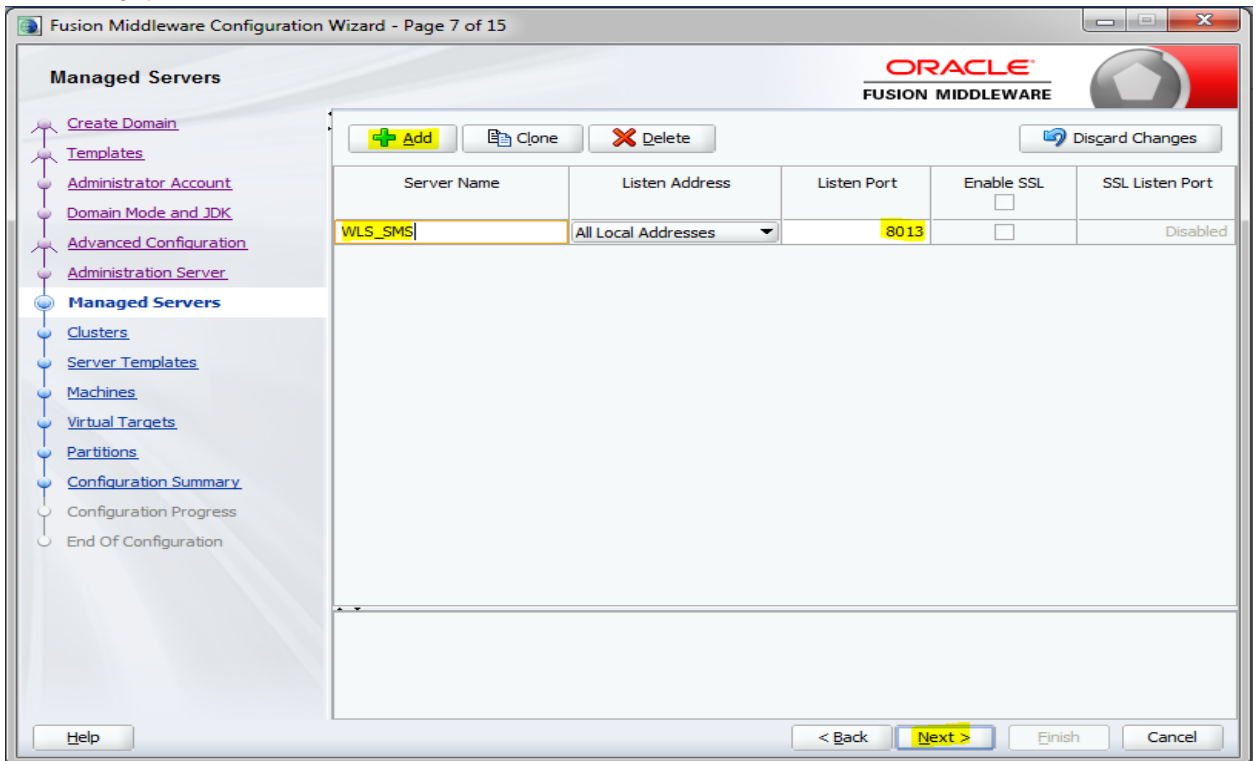 Fusion Middleware Configuration Wizard - Page 7 of 15
Managed Servers
ORACLE
FUSION MIDDLEWARE
Create Domain
Templates
Administrator Account
Domain Mode and JDK
Advanced Configuration
Administration Server
Managed Servers
Clusters
Server Templates
Machines
Virtual Targets
Partitions
Configuration Summary
Configuration Progress
End Of Configuration
Add Clone Delete Discard Changes
Server Name Listen Address Listen Port Enable SSL SSL Listen Port
WLS_SMS All Local Addresses 8013 Disabled
Help < Back Next > Finish Cancel